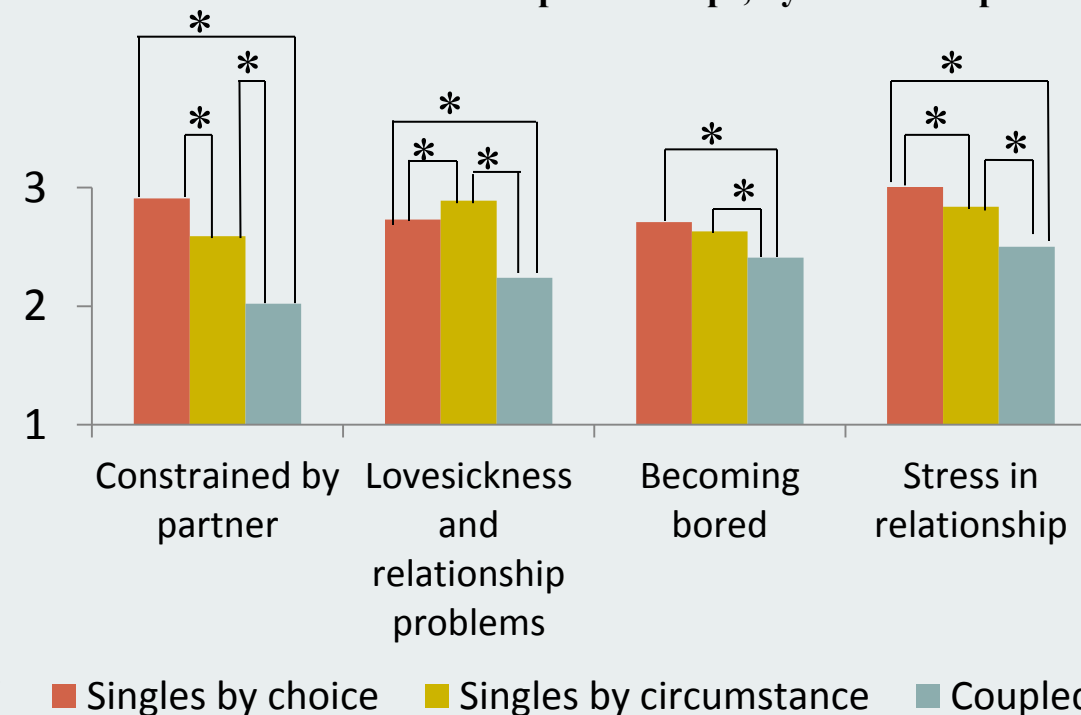 *
* *
*
* *
* *
* *
*
3
2
1
Constrained by
partner
Lovesickness
and
relationship
problems
Becoming
bored
Stress in
relationship
Singles by choice
Singles by circumstance
Coupled